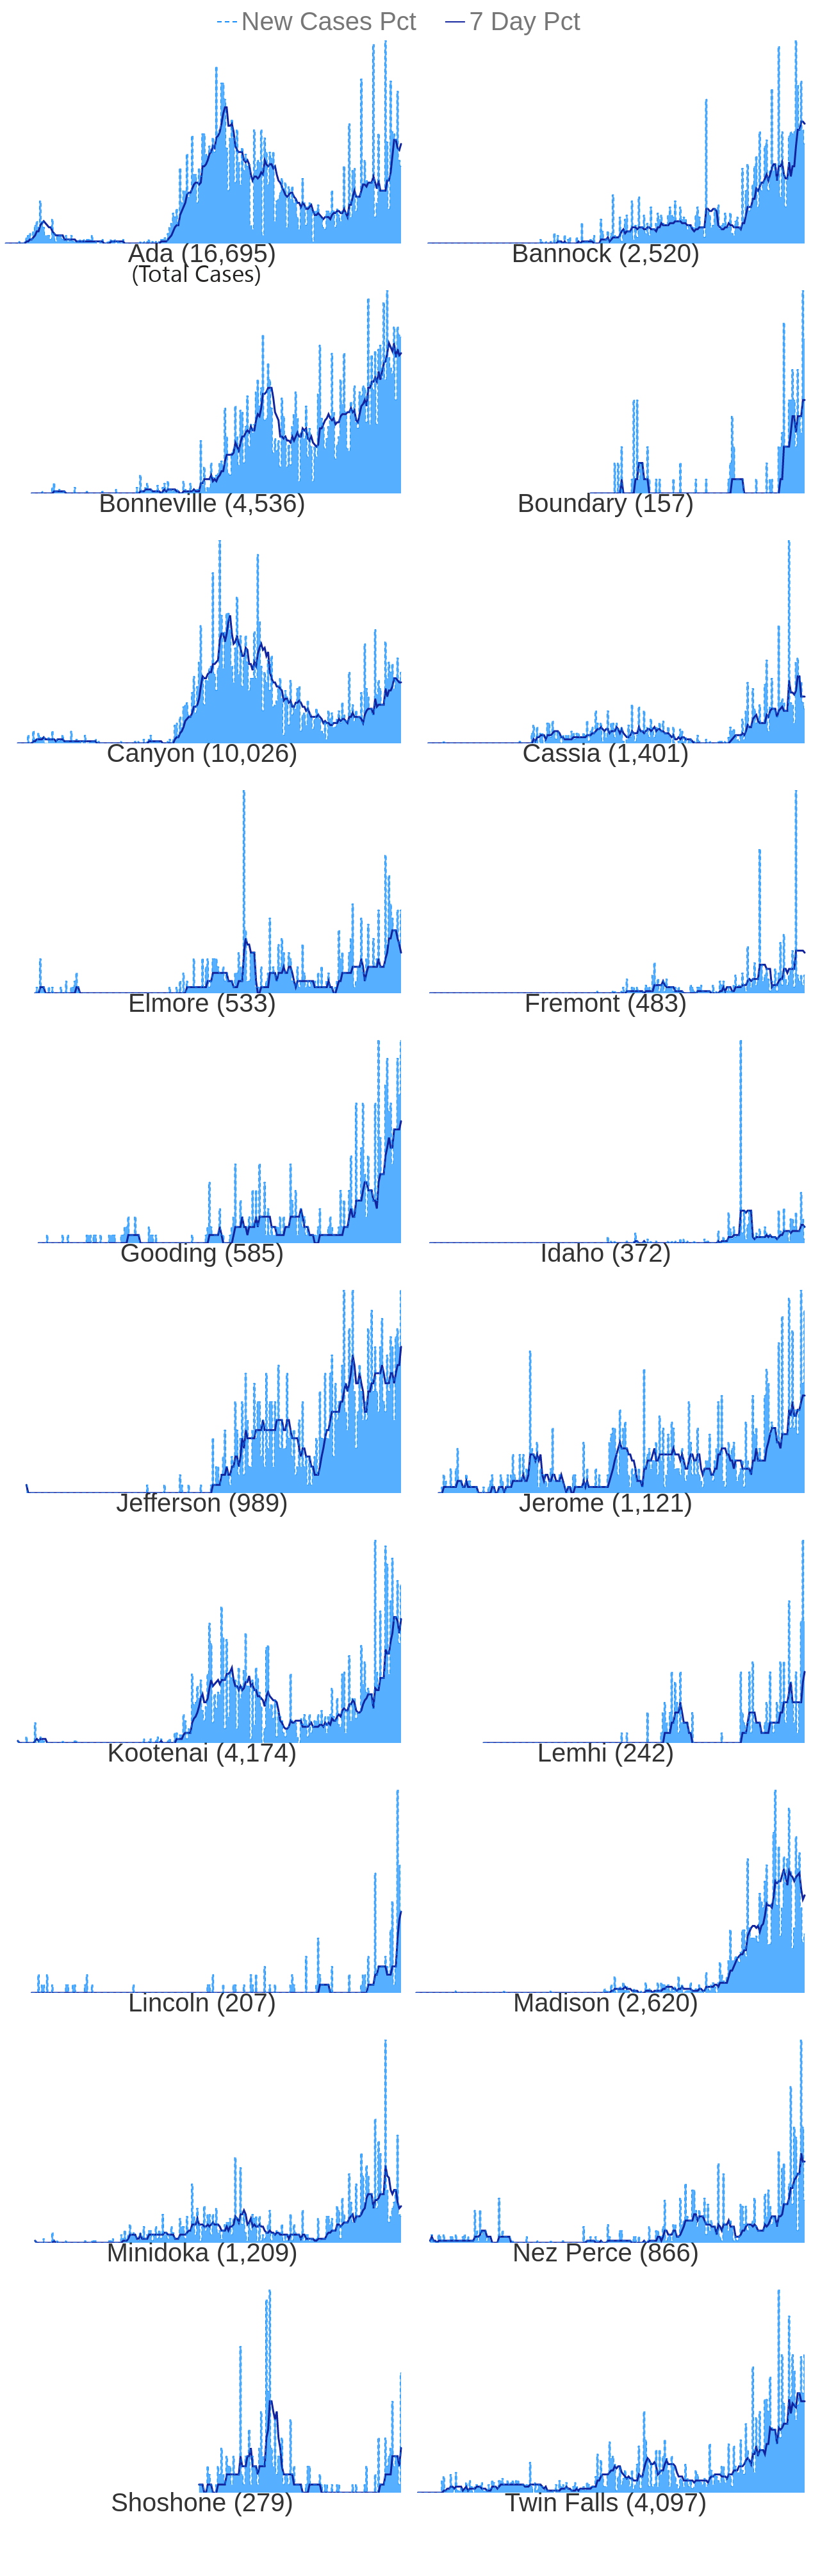 New Cases Pct 7 Day Pct
Ada (16,695) Bannock (2,520)
(Total Cases)
Bonneville (4,536) Boundary (157)
Canyon (10,026) Cassia (1,401)
Elmore (533) Fremont (483)
Gooding (585) Idaho (372)
Jefferson (989) Jerome (1,121)
Kootenai (4,174) Lemhi (242)
Lincoln (207) Madison (2,620)
Minidoka (1,209) Nez Perce (866)
Shoshone (279) Twin Falls (4,097)